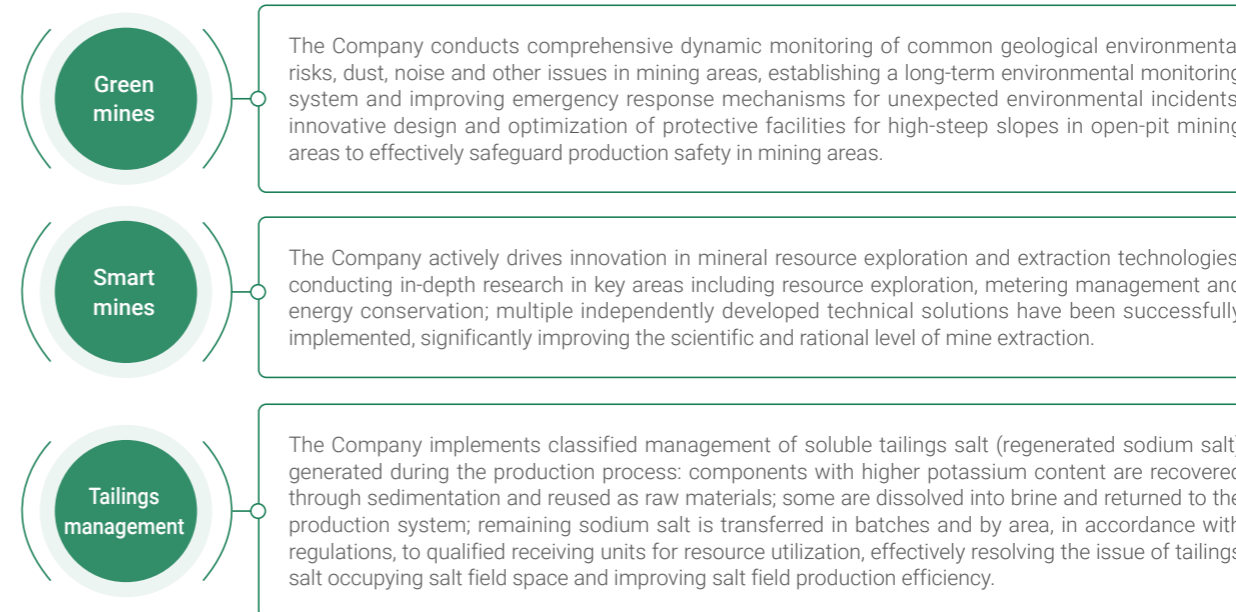 Green
mines
The Company conducts comprehensive dynamic monitoring of common geological environmental
risks, dust, noise and other issues in mining areas, establishing a long-term environmental monitoring
system and improving emergency response mechanisms for unexpected environmental incidents
innovative design and optimization of protective facilities for high-steep slopes in open-pit mining
areas to effectively safeguard production safety in mining areas.
Smart
mines
The Company actively drives innovation in mineral resource exploration and extraction technologies
conducting in-depth research in key areas including resource exploration, metering management and
energy conservation; multiple independently developed technical solutions have been successfully
implemented, significantly improving the scientific and rational level of mine extraction.
Tailings
management
The Company implements classified management of soluble tailings salt (regenerated sodium salt)
generated during the production process: components with higher potassium content are recovered
through sedimentation and reused as raw materials; some are dissolved into brine and returned to the
production system; remaining sodium salt is transferred in batches and by area, in accordance with
regulations, to qualified receiving units for resource utilization, effectively resolving the issue of tailings
salt occupying salt field space and improving salt field production efficiency.